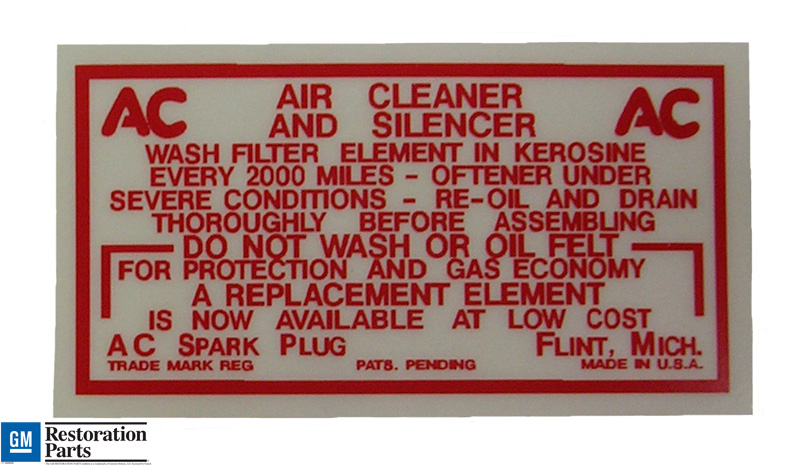 AC AIR CLEANER AC
AND SILENCER
WASH FILTER ELEMENT IN KEROSINE
EVERY 2000 MILES - OFTENER UNDER
SEVERE CONDITIONS - RE-OIL AND DRAIN
THOROUGHLY BEFORE ASSEMBLING
DO NOT WASH OR OIL FELT
FOR PROTECTION AND GAS ECONOMY
A REPLACEMENT ELEMENT
IS NOW AVAILABLE AT LOW COST
AC SPARK PLUG FLINT, MICH.
TRADE MARK REG PATS. PENDING MADE IN U.S.A.
GM Restoration
Parts